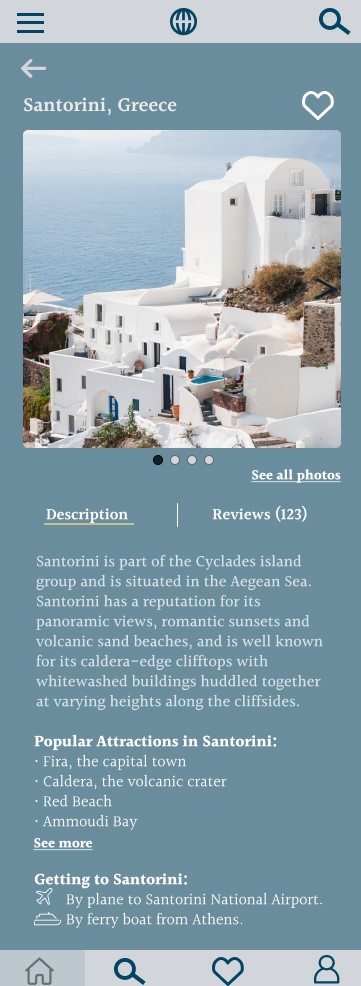 Santorini, Greece
See all photos
Description
Reviews (123)
Santorini is part of the Cyclades island
group and is situated in the Aegean Sea.
Santorini has a reputation for its
panoramic views, romantic sunsets and
volcanic sand beaches, and is well known
for its caldera-edge clifftops with
whitewashed buildings huddled together
at varying heights along the cliffsides.
Popular Attractions in Santorini:
· Fira, the capital town
· Caldera, the volcanic crater
· Red Beach
· Ammoudi Bay
See more
Getting to Santorini:
By plane to Santorini National Airport.
By ferry boat from Athens.